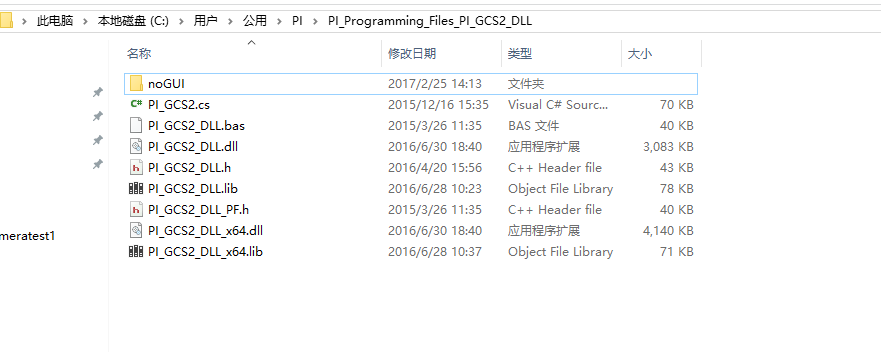 此电脑 > 本地磁盘 (C:) > 用户 > 公用 > PI > PI_Programming_Files_PI_GCS2_DLL
名称 修改日期 类型 大小
noGUI 2017/2/25 14:13 文件夹
PI_GCS2.cs 2015/12/16 15:35 Visual C# Sourc... 70 KB
PI_GCS2_DLL.bas 2015/3/26 11:35 BAS 文件 40 KB
PI_GCS2_DLL.dll 2016/6/30 18:40 应用程序扩展 3,083 KB
PI_GCS2_DLL.h 2016/4/20 15:56 C++ Header file 43 KB
PI_GCS2_DLL.lib 2016/6/28 10:23 Object File Library 78 KB
PI_GCS2_DLL_PF.h 2015/3/26 11:35 C++ Header file 40 KB
PI_GCS2_DLL_x64.dll 2016/6/30 18:40 应用程序扩展 4,140 KB
meratest1
PI_GCS2_DLL_x64.lib 2016/6/28 10:37 Object File Library 71 KB